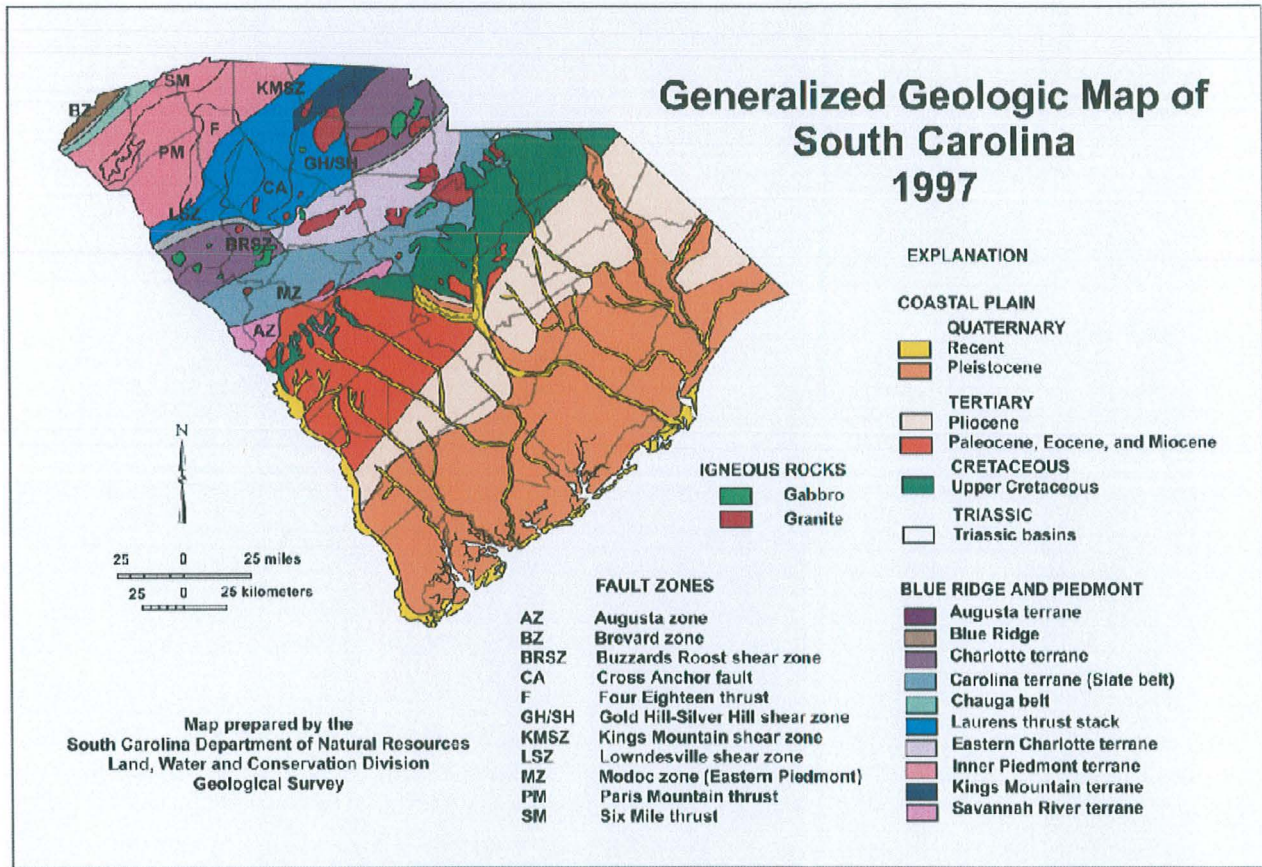 Generalized Geologic Map of
South Carolina
1997
BZ
SM
KMSZ
F
PM
GH/SH
CA
LSZ
BRSZ
MZ
AZ
N
25 0 25 miles
25 0 25 kilometers
Map prepared by the
South Carolina Department of Natural Resources
Land, Water and Conservation Division
Geological Survey
IGNEOUS ROCKS
Gabbro
Granite
FAULT ZONES
AZ Augusta zone
BZ Brevard zone
BRSZ Buzzards Roost shear zone
CA Cross Anchor fault
F Four Eighteen thrust
GH/SH Gold Hill-Silver Hill shear zone
KMSZ Kings Mountain shear zone
LSZ Lowndesville shear zone
MZ Modoc zone (Eastern Piedmont)
PM Paris Mountain thrust
SM Six Mile thrust
EXPLANATION
COASTAL PLAIN
QUATERNARY
Recent
Pleistocene
TERTIARY
Pliocene
Paleocene, Eocene, and Miocene
CRETACEOUS
Upper Cretaceous
TRIASSIC
Triassic basins
BLUE RIDGE AND PIEDMONT
Augusta terrane
Blue Ridge
Charlotte terrane
Carolina terrane (Slate belt)
Chauga belt
Laurens thrust stack
Eastern Charlotte terrane
Inner Piedmont terrane
Kings Mountain terrane
Savannah River terrane